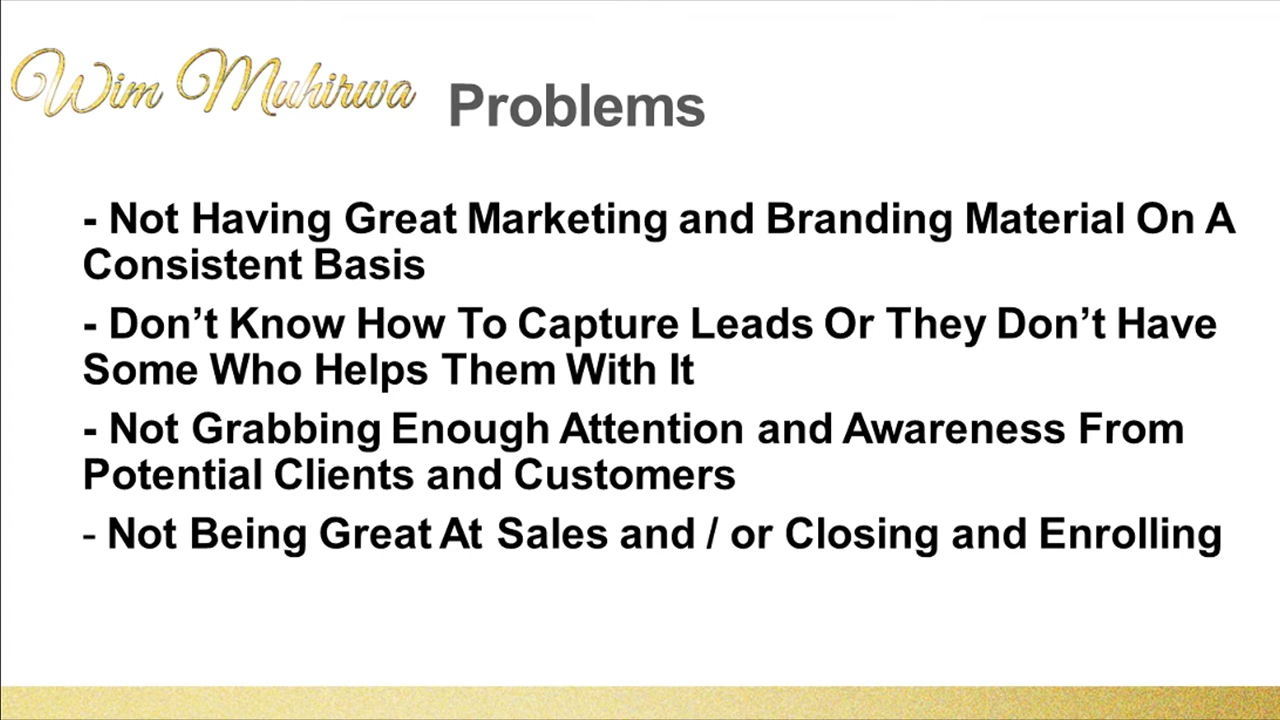 Wim Muhirwa
Problems
- Not Having Great Marketing and Branding Material On A
Consistent Basis
- Don’t Know How To Capture Leads Or They Don’t Have
Some Who Helps Them With It
- Not Grabbing Enough Attention and Awareness From
Potential Clients and Customers
- Not Being Great At Sales and / or Closing and Enrolling